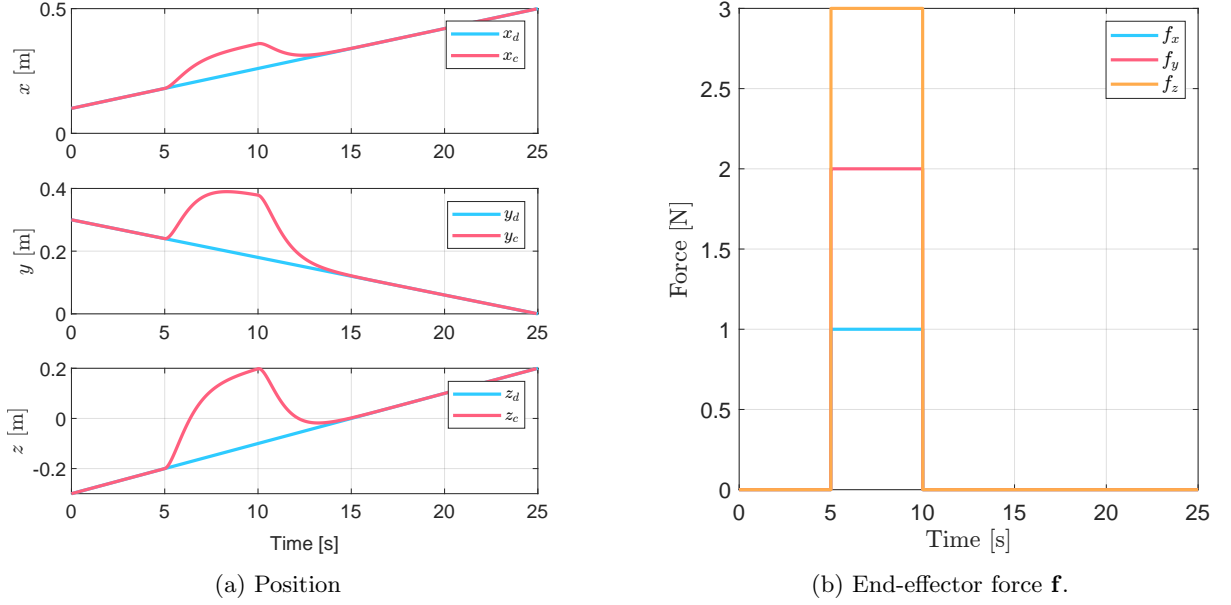 0.5
x [m]
0
x_d
x_c
0 5 10 15 20 25
0.4
y [m]
0.2
0
y_d
y_c
0 5 10 15 20 25
0.2
z [m]
0
-0.2
z_d
z_c
0 5 10 15 20 25
Time [s]
(a) Position
3
2.5
2
1.5
1
0.5
0
Force [N]
f_x
f_y
f_z
0 5 10 15 20 25
Time [s]
(b) End-effector force f.